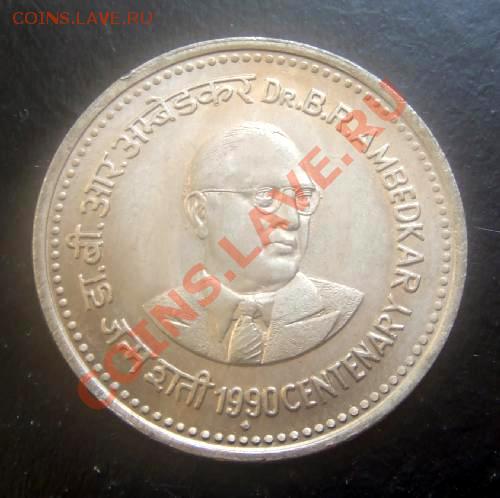 COINS.LAVE.RU
डा. बी. आर. अम्बेडकर DR. B. R. AMBEDKAR
जन्म शती 1990 CENTENARY
COINS.LAVE.RU